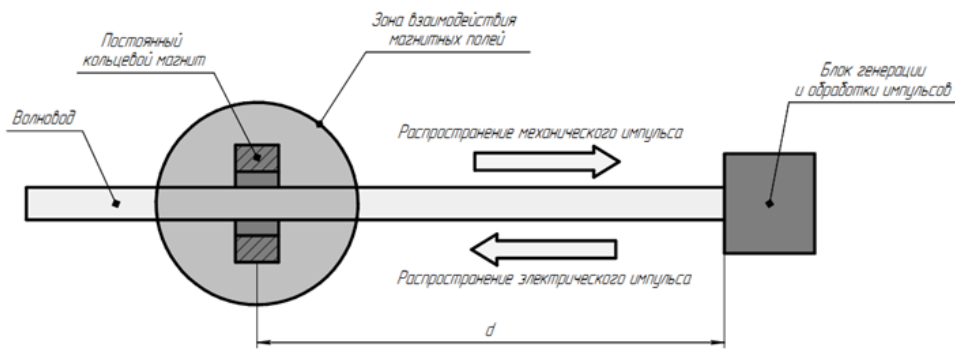 Постоянный
кольцевой магнит
Зона взаимодействия
магнитных полей
Блок генерации
и обработки импульсов
Волновод
Распространение механического импульса
Распространение электрического импульса
d